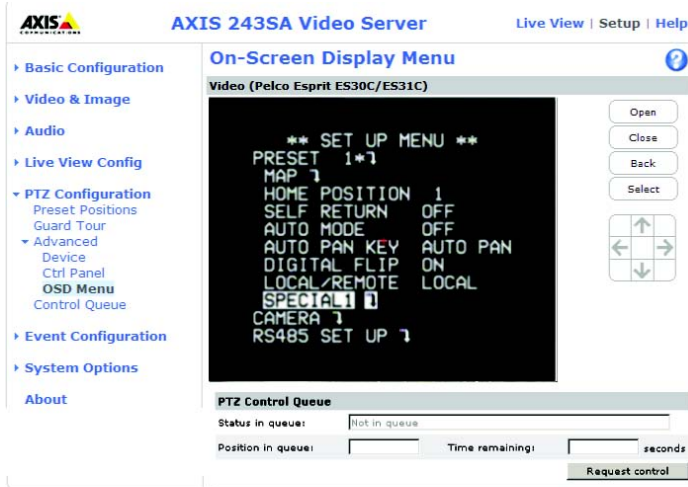 AXIS
COMMUNICATIONS
AXIS 243SA Video Server
Live View | Setup | Help
Basic Configuration
Video & Image
Audio
Live View Config
PTZ Configuration
Preset Positions
Guard Tour
Advanced
Device
Ctrl Panel
OSD Menu
Control Queue
Event Configuration
System Options
About
On-Screen Display Menu
?
Video (Pelco Esprit ES30C/ES31C)
** SET UP MENU **
PRESET 1*↴
MAP ↴
HOME POSITION 1
SELF RETURN OFF
AUTO MODE OFF
AUTO PAN KEY AUTO PAN
DIGITAL FLIP ON
LOCAL/REMOTE LOCAL
SPECIAL1 ↴
CAMERA ↴
RS485 SET UP ↴
Open
Close
Back
Select
PTZ Control Queue
Status in queue: Not in queue
Position in queue: Time remaining: seconds
Request control